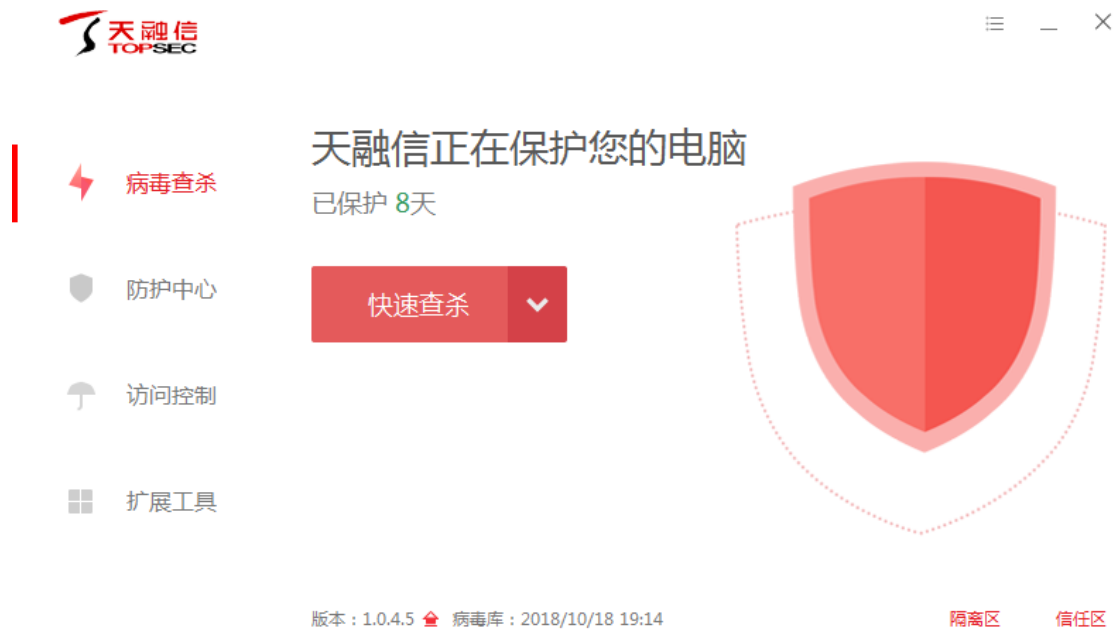 天融信
TOPSEC
天融信正在保护您的电脑
已保护 8天
病毒查杀
防护中心
快速查杀
访问控制
扩展工具
版本：1.0.4.5 病毒库：2018/10/18 19:14
隔离区 信任区